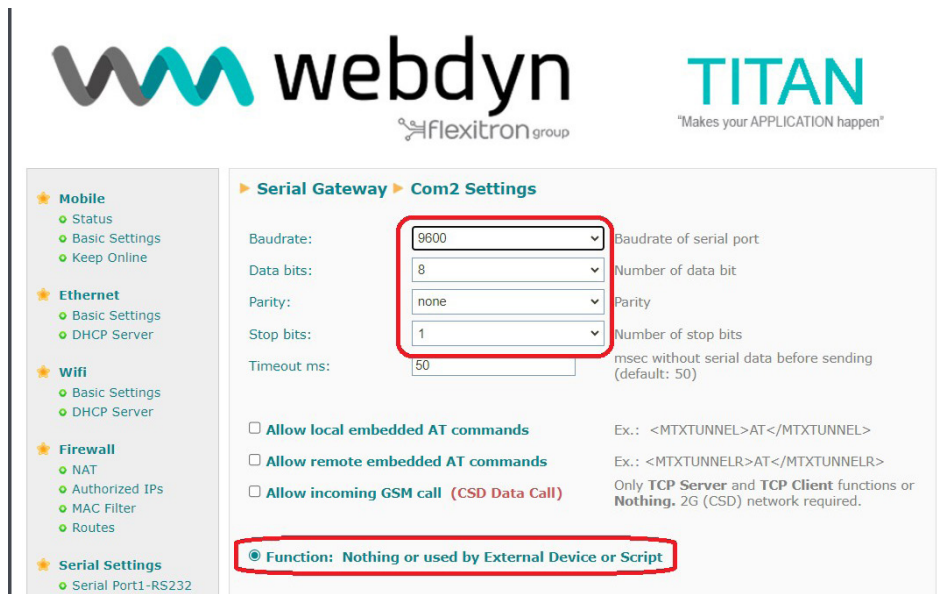 webdyn
flexitron group
TITAN
"Makes your APPLICATION happen"
Mobile
Status
Basic Settings
Keep Online
Ethernet
Basic Settings
DHCP Server
Wifi
Basic Settings
DHCP Server
Firewall
NAT
Authorized IPs
MAC Filter
Routes
Serial Settings
Serial Port1-RS232
Serial Gateway Com2 Settings
Baudrate: 9600 Baudrate of serial port
Data bits: 8 Number of data bit
Parity: none Parity
Stop bits: 1 Number of stop bits
Timeout ms: 50 msec without serial data before sending
(default: 50)
Allow local embedded AT commands Ex.: <MTXTUNNEL>AT</MTXTUNNEL>
Allow remote embedded AT commands Ex.: <MTXTUNNELR>AT</MTXTUNNELR>
Allow incoming GSM call (CSD Data Call) Only TCP Server and TCP Client functions or
Nothing. 2G (CSD) network required.
Function: Nothing or used by External Device or Script